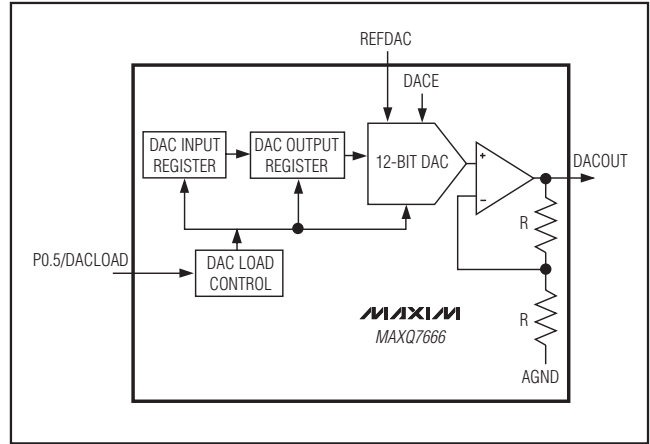 REFDAC
DACE
DAC INPUT
REGISTER
DAC OUTPUT
REGISTER
12-BIT DAC
+
-
DACOUT
R
P0.5/DACLOAD
DAC LOAD
CONTROL
MAXIM
MAXQ7666
R
AGND